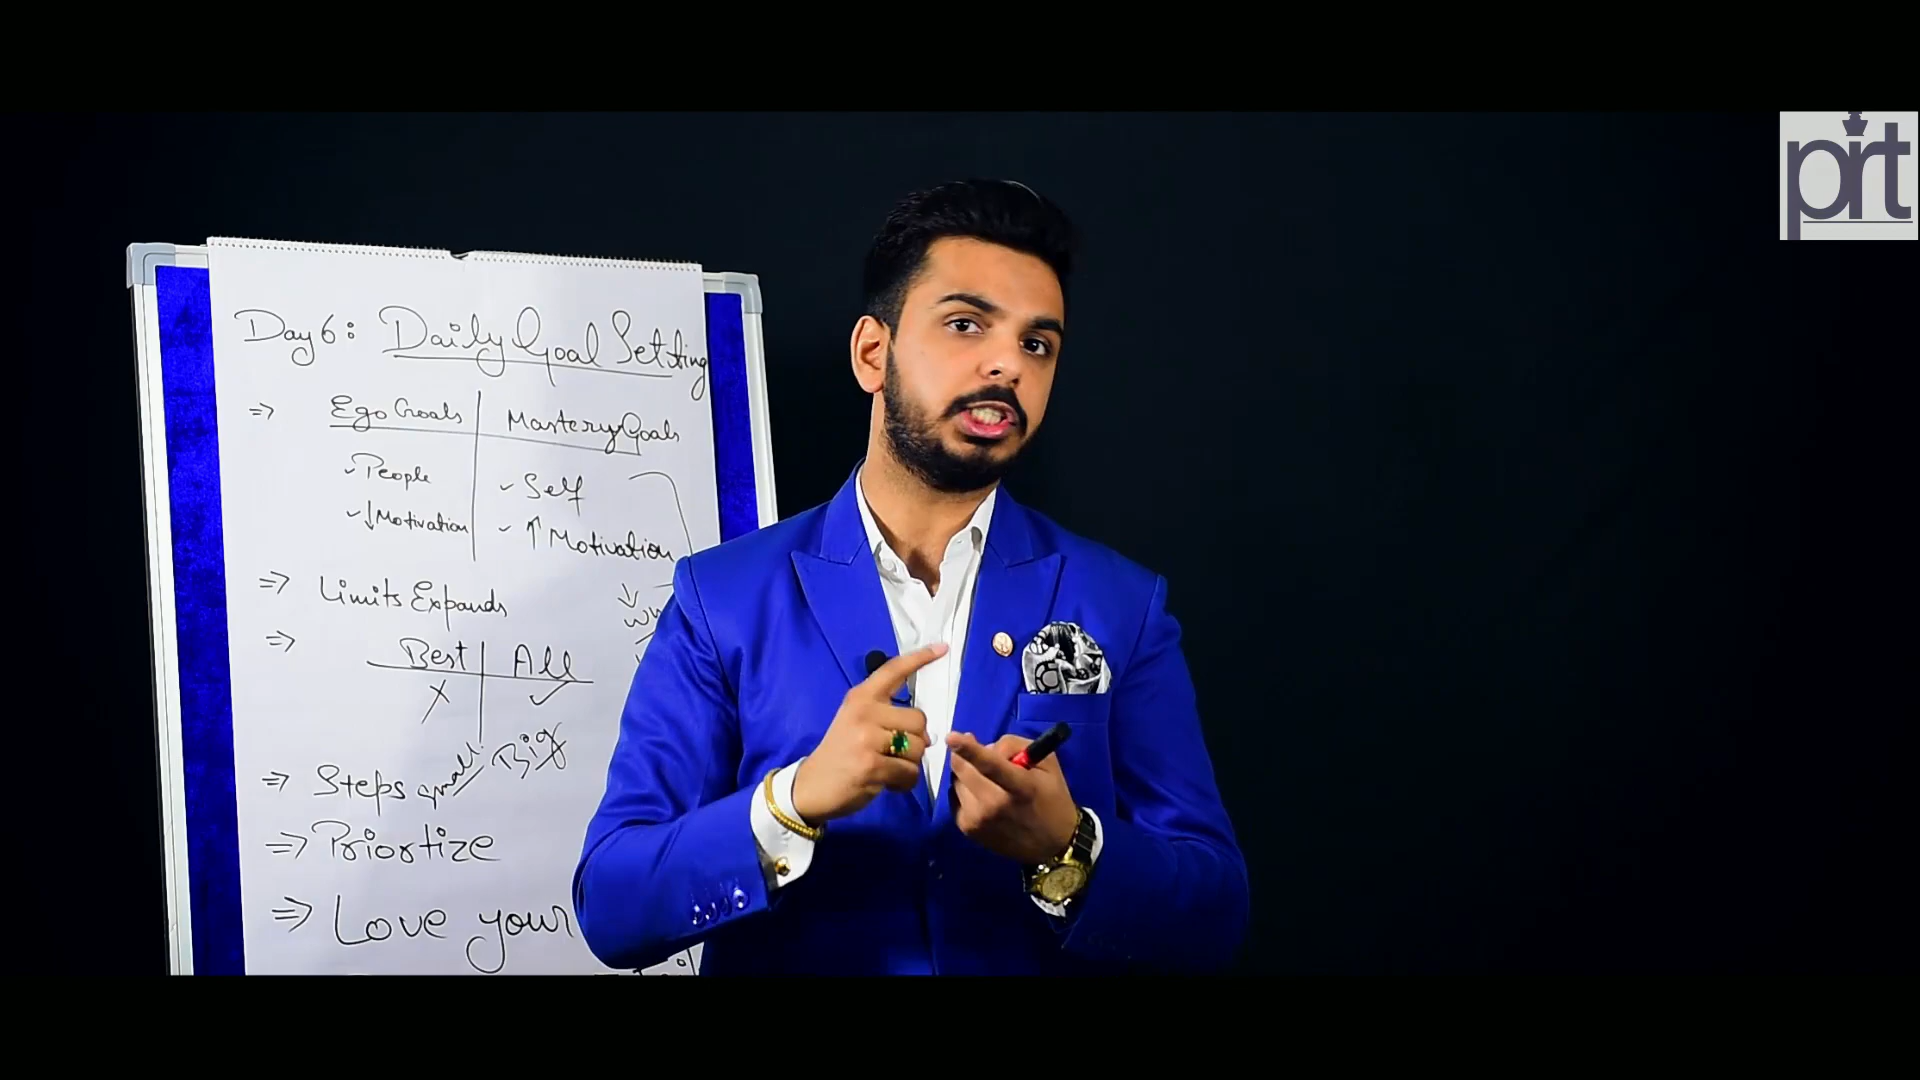 Day 6: Daily Goal Setting
=> Ego Goals | Mastery Goals
✓ People ✓ Self
✓ ↓ Motivation ✓ ↑ Motivation
=> Limits Expands ↓
=> Best | All
X ✓
=> Steps small Big
=> Priortize
=> Love your
prt